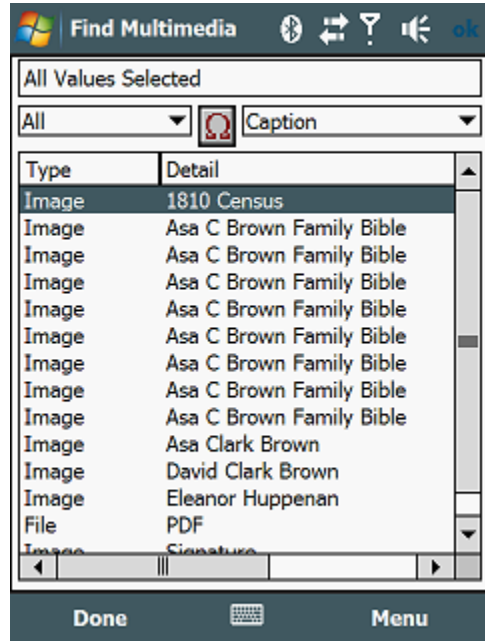 Find Multimedia ok
All Values Selected
All Ω Caption
Type Detail
Image 1810 Census
Image Asa C Brown Family Bible
Image Asa C Brown Family Bible
Image Asa C Brown Family Bible
Image Asa C Brown Family Bible
Image Asa C Brown Family Bible
Image Asa C Brown Family Bible
Image Asa C Brown Family Bible
Image Asa C Brown Family Bible
Image Asa Clark Brown
Image David Clark Brown
Image Eleanor Huppenan
File PDF
Image Signature
Done Menu